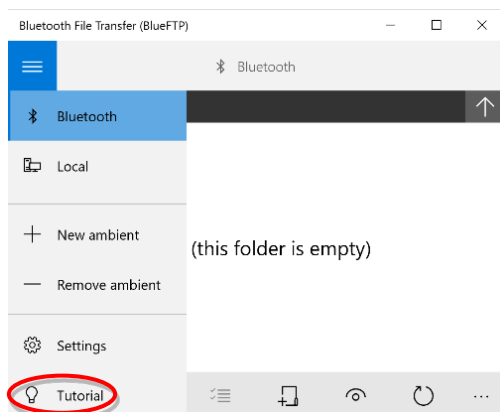 Bluetooth File Transfer (BlueFTP)
Bluetooth
Bluetooth
Local
New ambient
(this folder is empty)
Remove ambient
Settings
Tutorial